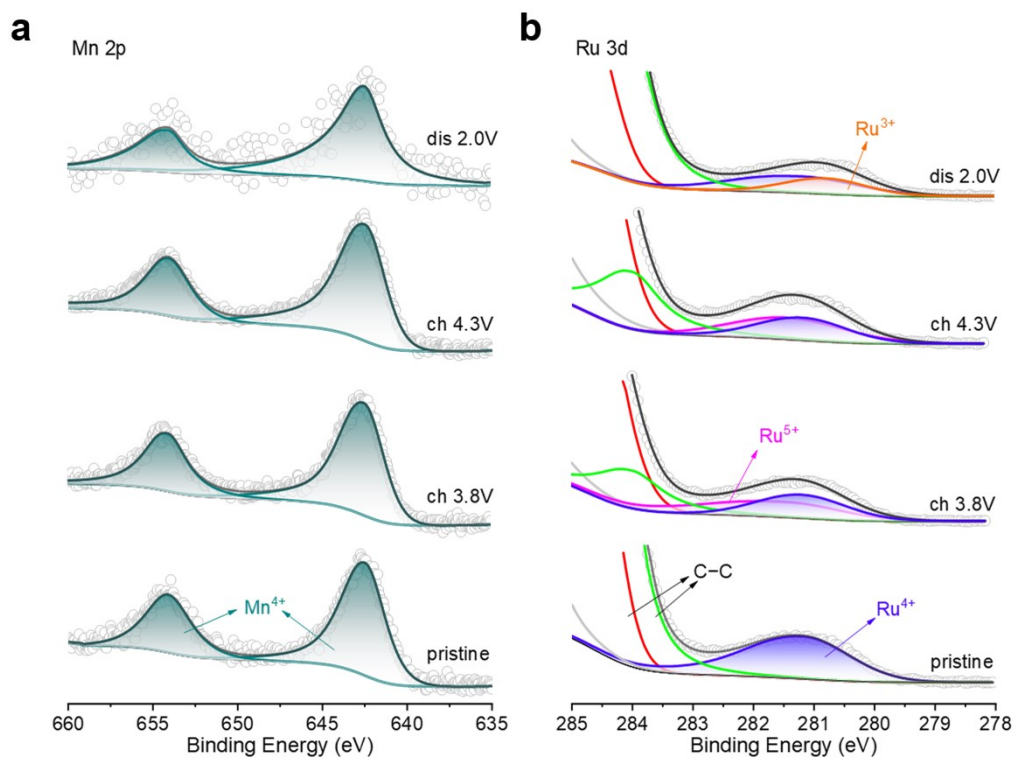 a
Mn 2p
dis 2.0V
ch 4.3V
ch 3.8V
Mn⁴⁺
pristine
660 655 650 645 640 635
Binding Energy (eV)
b
Ru 3d
Ru³⁺
dis 2.0V
ch 4.3V
Ru⁵⁺
ch 3.8V
C−C
Ru⁴⁺
pristine
285 284 283 282 281 280 279 278
Binding Energy (eV)